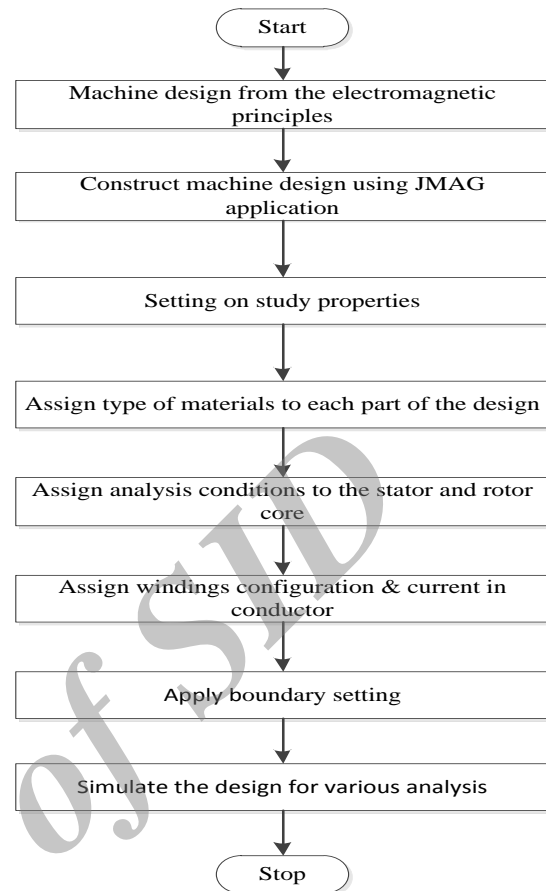 Start
Machine design from the electromagnetic
principles
Construct machine design using JMAG
application
Setting on study properties
Assign type of materials to each part of the design
Assign analysis conditions to the stator and rotor
core
Assign windings configuration & current in
conductor
Apply boundary setting
Simulate the design for various analysis
Stop
of SID